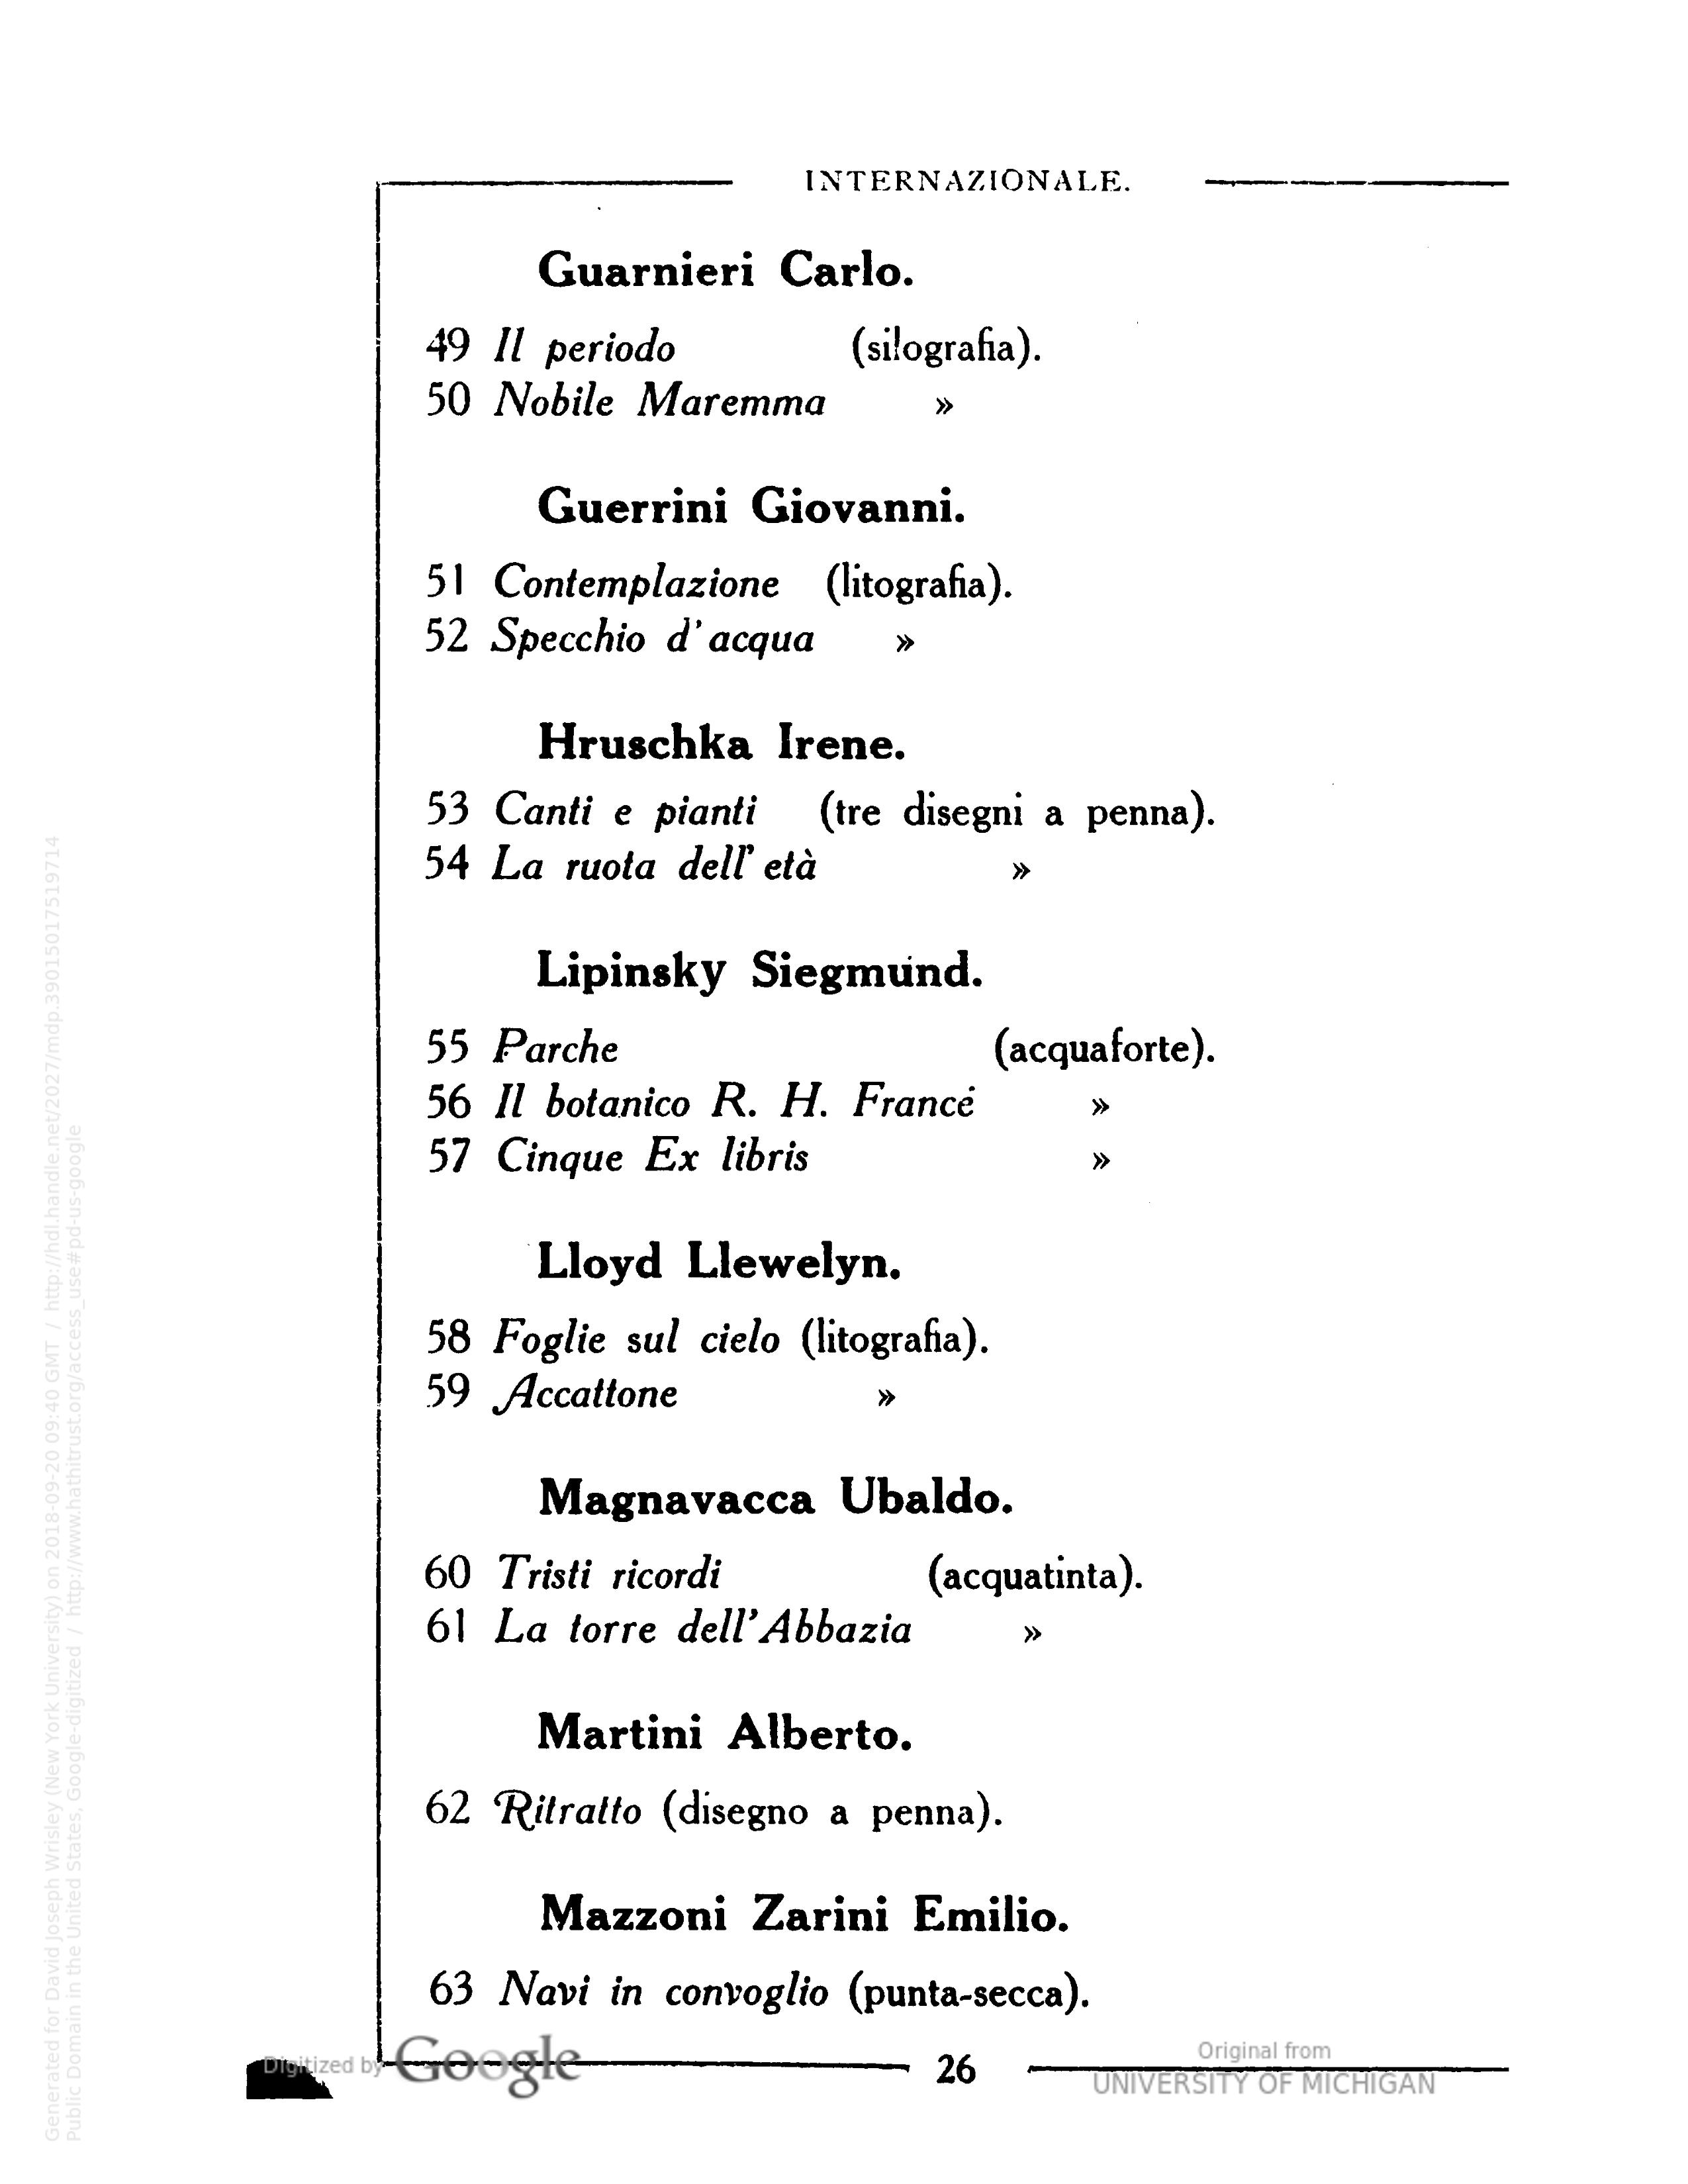 INTERNAZIONALE.
Guarnieri Carlo.
49 Il periodo (silografia).
50 Nobile Maremma »
Guerrini Giovanni.
51 Contemplazione (litografia).
52 Specchio d'acqua »
Hruschka Irene.
53 Canti e pianti (tre disegni a penna).
54 La ruota dell'età »
Lipinsky Siegmund.
55 Parche (acquaforte).
56 Il botanico R. H. Francé »
57 Cinque Ex libris »
Lloyd Llewelyn.
58 Foglie sul cielo (litografia).
59 Accattone »
Magnavacca Ubaldo.
60 Tristi ricordi (acquatinta).
61 La torre dell'Abbazia »
Martini Alberto.
62 Ritratto (disegno a penna).
Mazzoni Zarini Emilio.
63 Navi in convoglio (punta-secca).
26
Digitized by Google
Original from
UNIVERSITY OF MICHIGAN
Generated for David Joseph Wrisley (New York University) on 2018-09-20 09:40 GMT / http://hdl.handle.net/2027/mdp.39015017519714
Public Domain in the United States, Google-digitized / http://www.hathitrust.org/access_use#pd-us-google